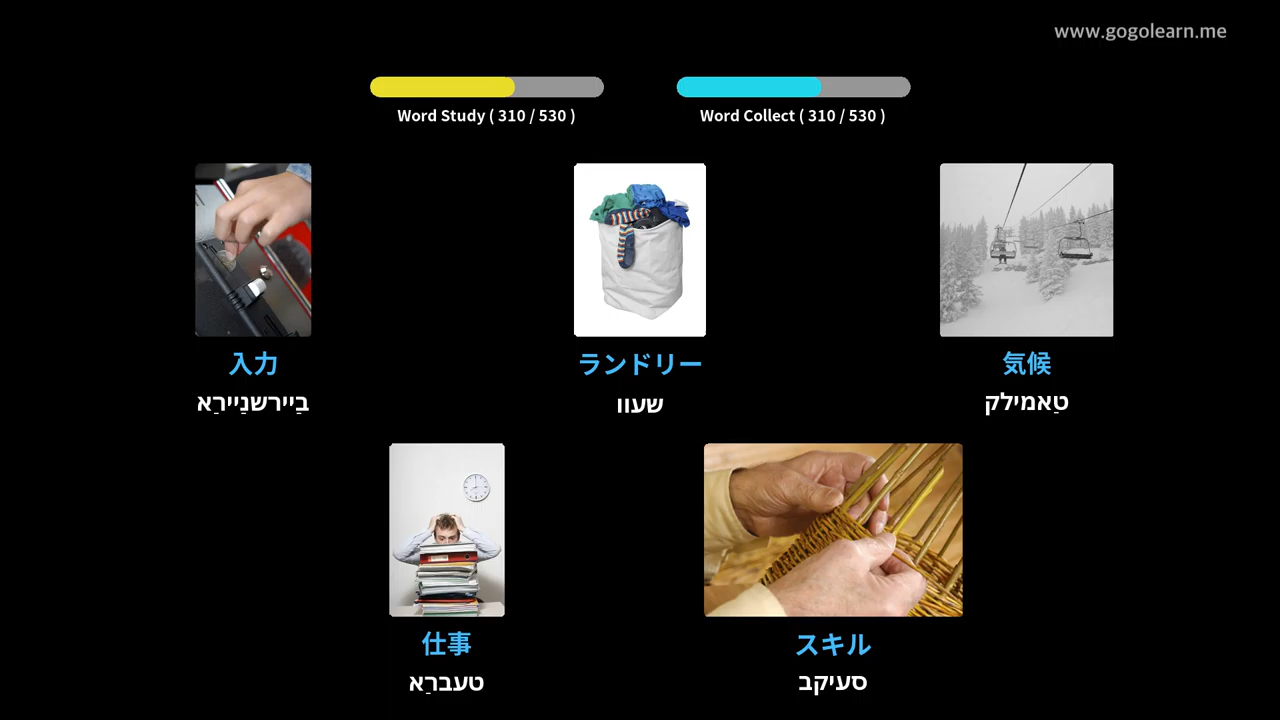 www.gogolearn.me
Word Study ( 310 / 530 )
Word Collect ( 310 / 530 )
入力
ランドリー
気候
בַיירשנַיירַא
שעוו
טַאמילק
仕事
スキル
טעברַא
סעיקב